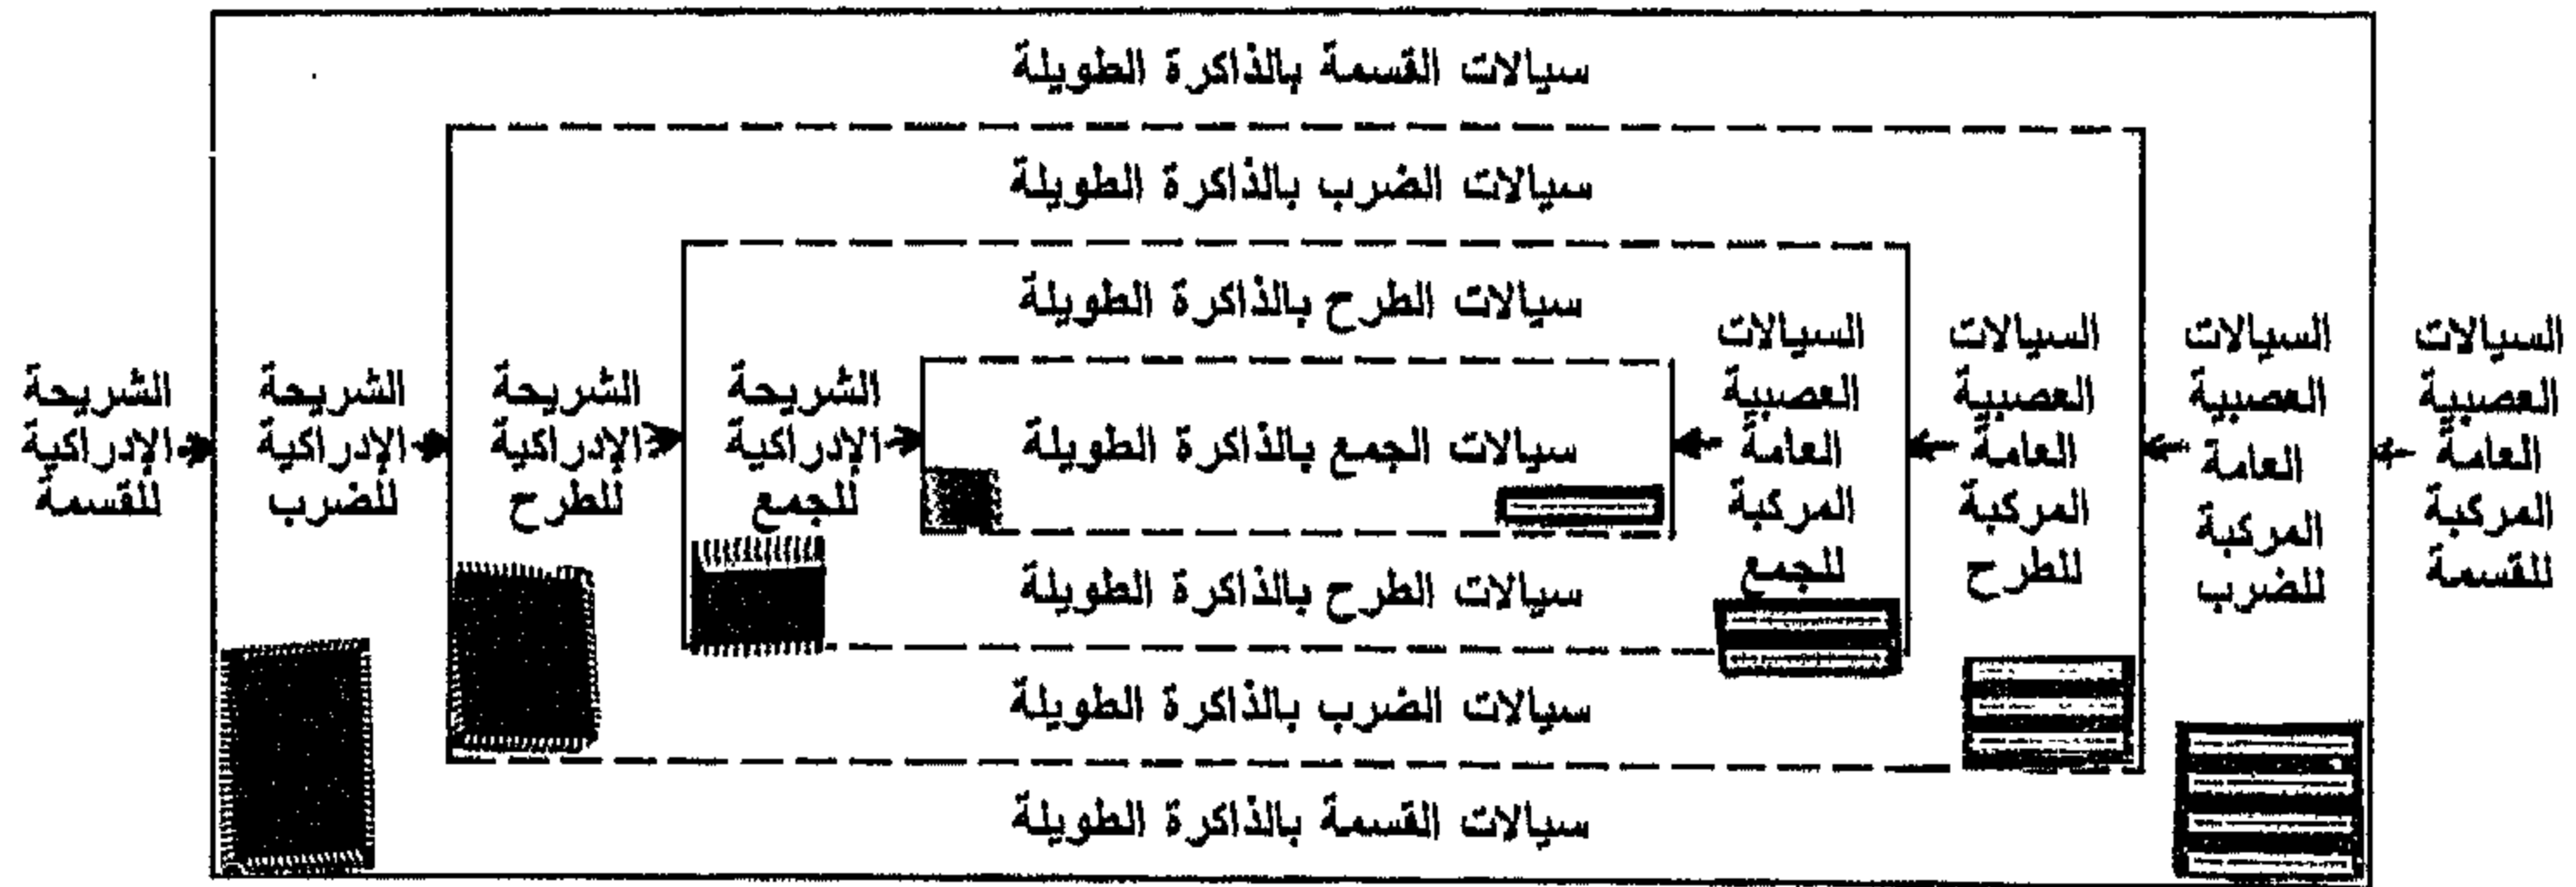 سيالات القسمة بالذاكرة الطويلة
سيالات الضرب بالذاكرة الطويلة
سيالات الطرح بالذاكرة الطويلة
سيالات الجمع بالذاكرة الطويلة
سيالات الطرح بالذاكرة الطويلة
سيالات الضرب بالذاكرة الطويلة
سيالات القسمة بالذاكرة الطويلة
السيالات
العصبية
العامة
المركبة
للقسمة
السيالات
العصبية
العامة
المركبة
للضرب
السيالات
العصبية
العامة
المركبة
للطرح
السيالات
العصبية
العامة
المركبة
للجمع
الشريحة
الإدراكية
للجمع
الشريحة
الإدراكية
للطرح
الشريحة
الإدراكية
للضرب
الشريحة
الإدراكية
للقسمة